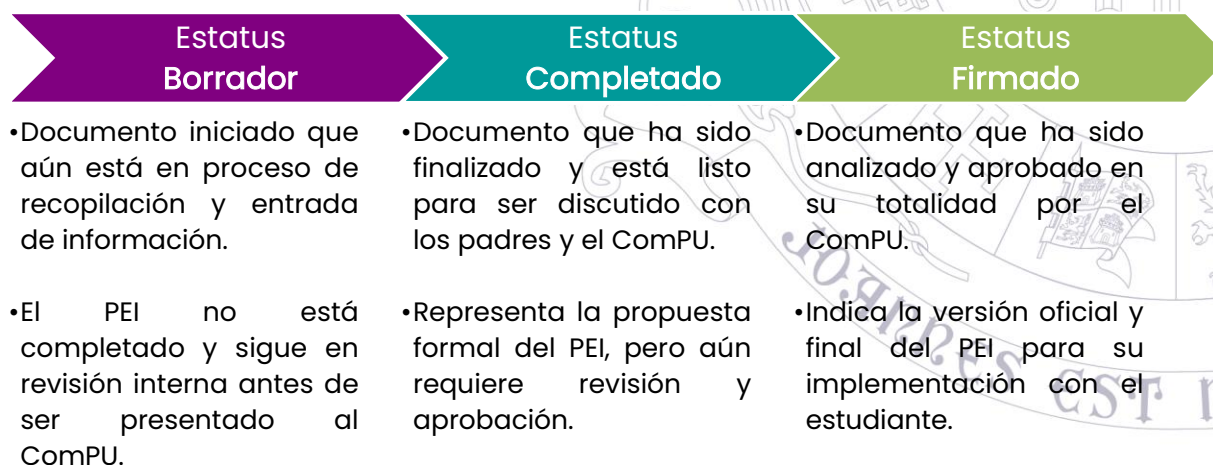 Estatus
Borrador
•Documento iniciado que
aún está en proceso de
recopilación y entrada
de información.
•El PEI no está
completado y sigue en
revisión interna antes de
ser presentado al
ComPU.
Estatus
Completado
•Documento que ha sido
finalizado y está listo
para ser discutido con
los padres y el ComPU.
•Representa la propuesta
formal del PEI, pero aún
requiere revisión y
aprobación.
Estatus
Firmado
•Documento que ha sido
analizado y aprobado en
su totalidad por el
ComPU.
•Indica la versión oficial y
final del PEI para su
implementación con el
estudiante.
JOANNES EST